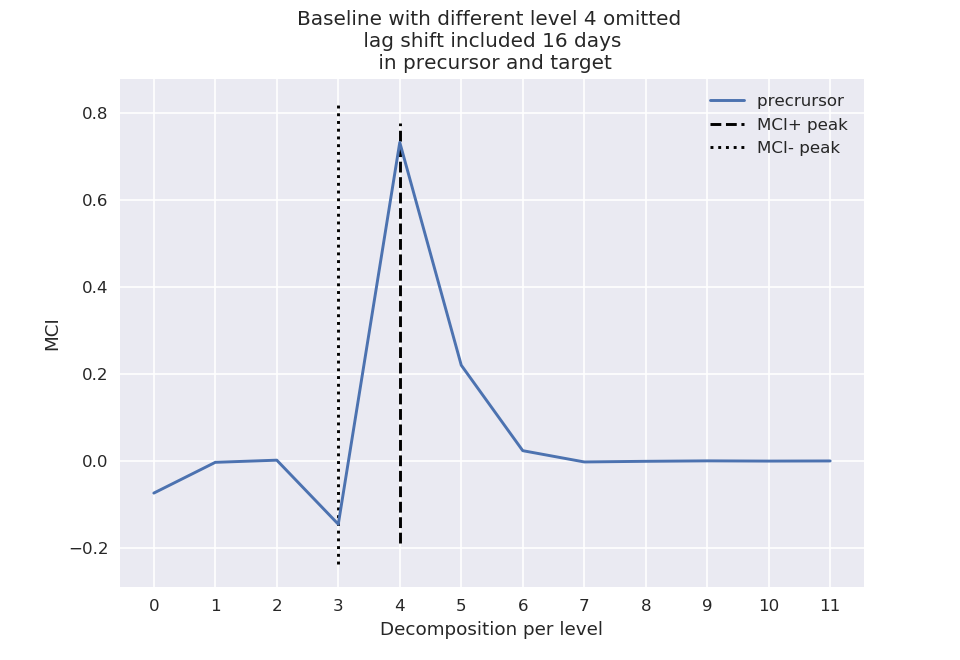 Baseline with different level 4 omitted
lag shift included 16 days
in precursor and target
precrursor
MCI+ peak
MCI- peak
0.8
0.6
0.4
0.2
0.0
−0.2
MCI
0 1 2 3 4 5 6 7 8 9 10 11
Decomposition per level